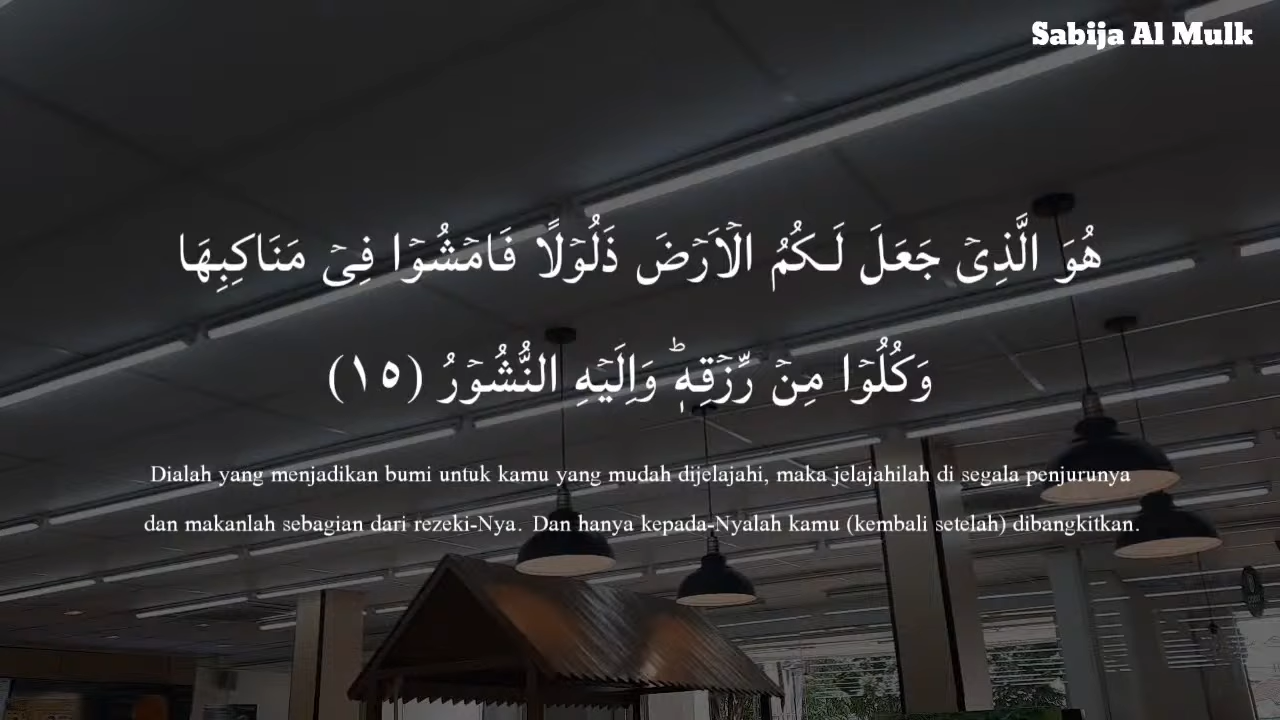 Sabija Al Mulk
هُوَ الَّذِىۡ جَعَلَ لَـكُمُ الۡاَرۡضَ ذَلُوۡلًا فَامۡشُوۡا فِىۡ مَنَاكِبِهَا
وَكُلُوۡا مِنۡ رِّزۡقِهٖ‌ؕ وَاِلَيۡهِ النُّشُوۡرُ (١٥)
Dialah yang menjadikan bumi untuk kamu yang mudah dijelajahi, maka jelajahilah di segala penjurunya
dan makanlah sebagian dari rezeki-Nya. Dan hanya kepada-Nyalah kamu (kembali setelah) dibangkitkan.